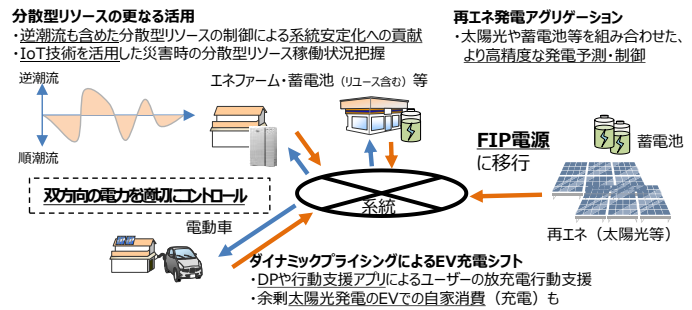 分散型リソースの更なる活用
・逆潮流も含めた分散型リソースの制御による系統安定化への貢献
・IoT技術を活用した災害時の分散型リソース稼働状況把握
再エネ発電アグリゲーション
・太陽光や蓄電池等を組み合わせた、
より高精度な発電予測・制御
逆潮流
順潮流
エネファーム・蓄電池（リユース含む）等
FIP電源
に移行
蓄電池
双方向の電力を適切にコントロール
系統
再エネ（太陽光等）
電動車
ダイナミックプライシングによるEV充電シフト
・DPや行動支援アプリによるユーザーの放充電行動支援
・余剰太陽光発電のEVでの自家消費（充電）も